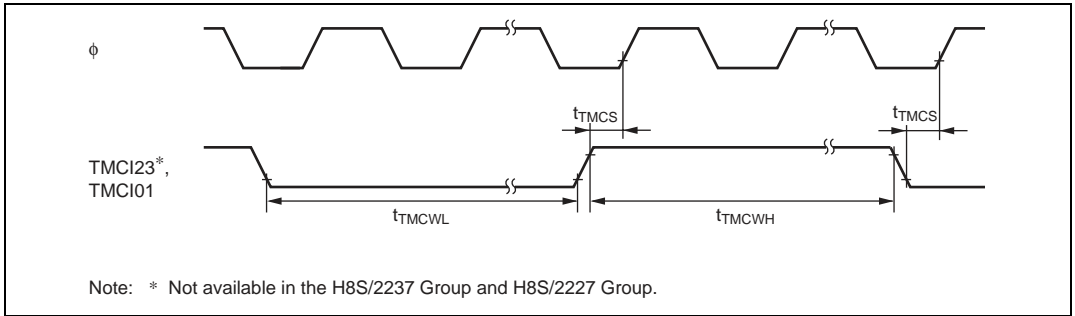 ϕ
tTMCS
tTMCS
TMCI23*,
TMCI01
tTMCWL
tTMCWH
Note: * Not available in the H8S/2237 Group and H8S/2227 Group.